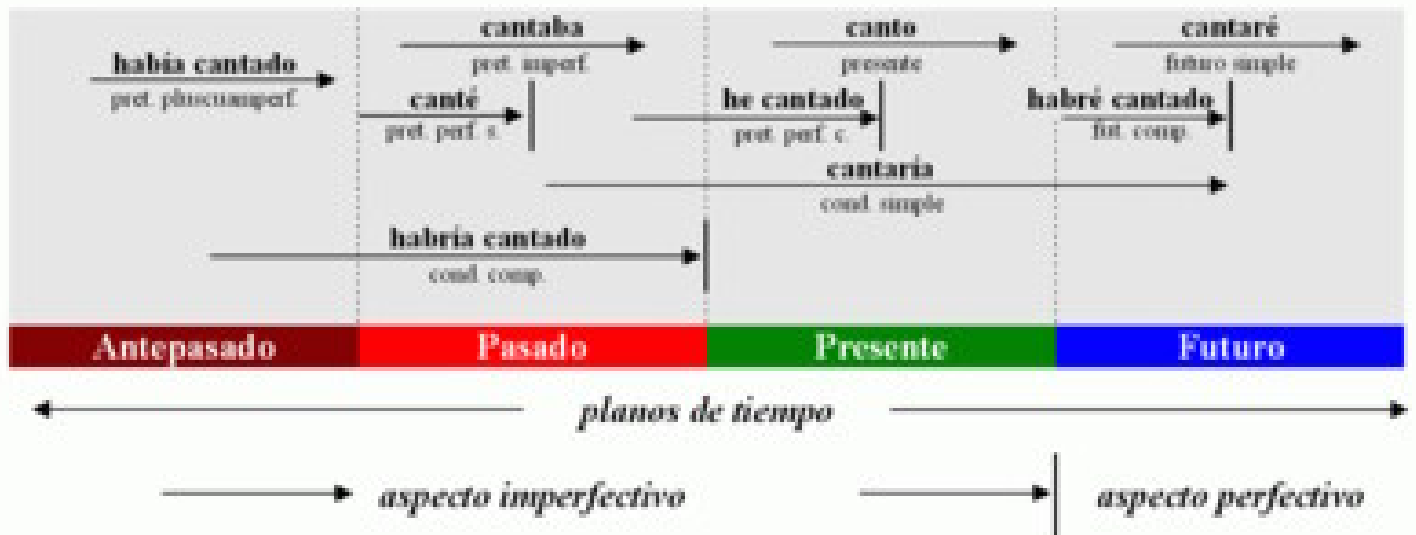 cantaba
canto
cantaré
pret. imperf.
presente
futuro simple
había cantado
pret. pluscuamperf.
canté
he cantado
habré cantado
pret. perf. s.
pret. perf. c.
fut. comp.
cantaría
cond. simple
habría cantado
cond. comp.
Antepasado
Pasado
Presente
Futuro
planos de tiempo
aspecto imperfectivo
aspecto perfectivo